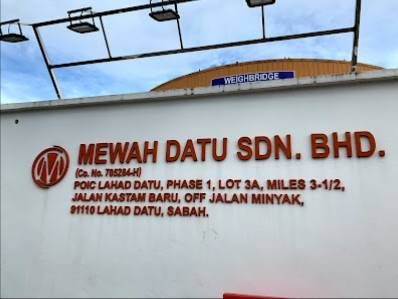 WEIGHBRIDGE
MEWAH DATU SDN. BHD.
(Co. No. 785284-H)
POIC LAHAD DATU, PHASE 1, LOT 3A, MILES 3-1/2,
JALAN KASTAM BARU, OFF JALAN MINYAK,
91110 LAHAD DATU, SABAH.